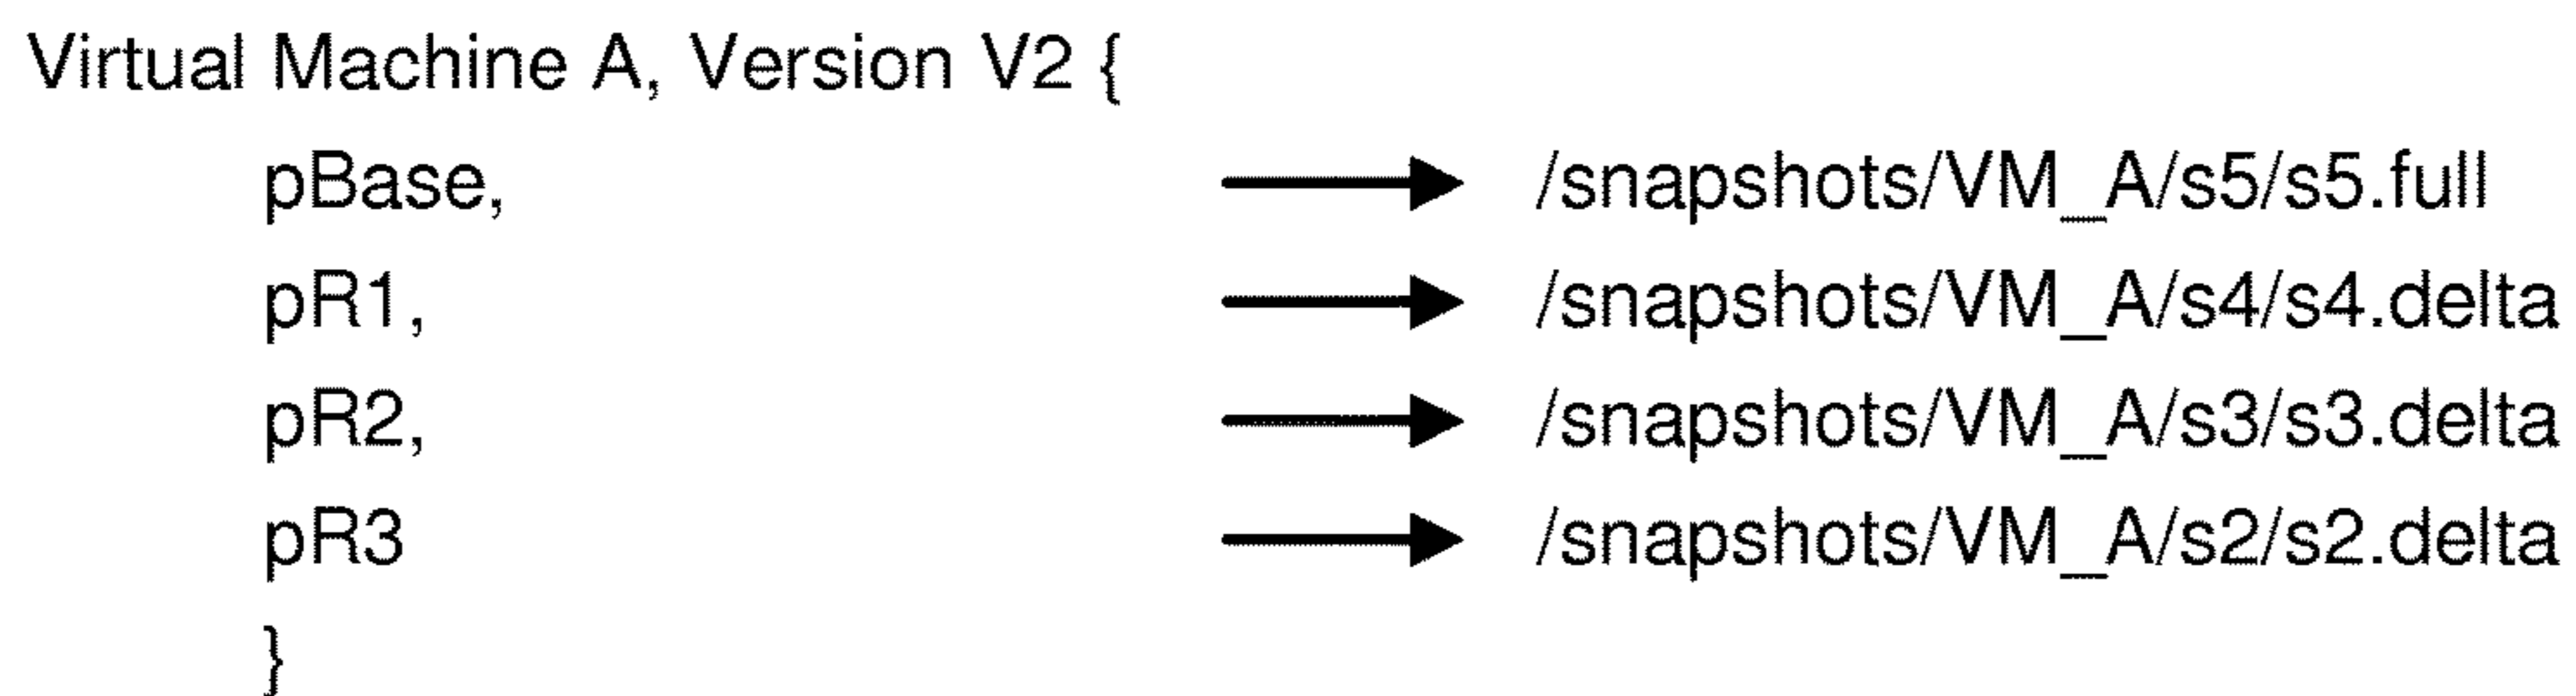 Virtual Machine A, Version V2 {
pBase, /snapshots/VM_A/s5/s5.full
pR1, /snapshots/VM_A/s4/s4.delta
pR2, /snapshots/VM_A/s3/s3.delta
pR3 /snapshots/VM_A/s2/s2.delta
}